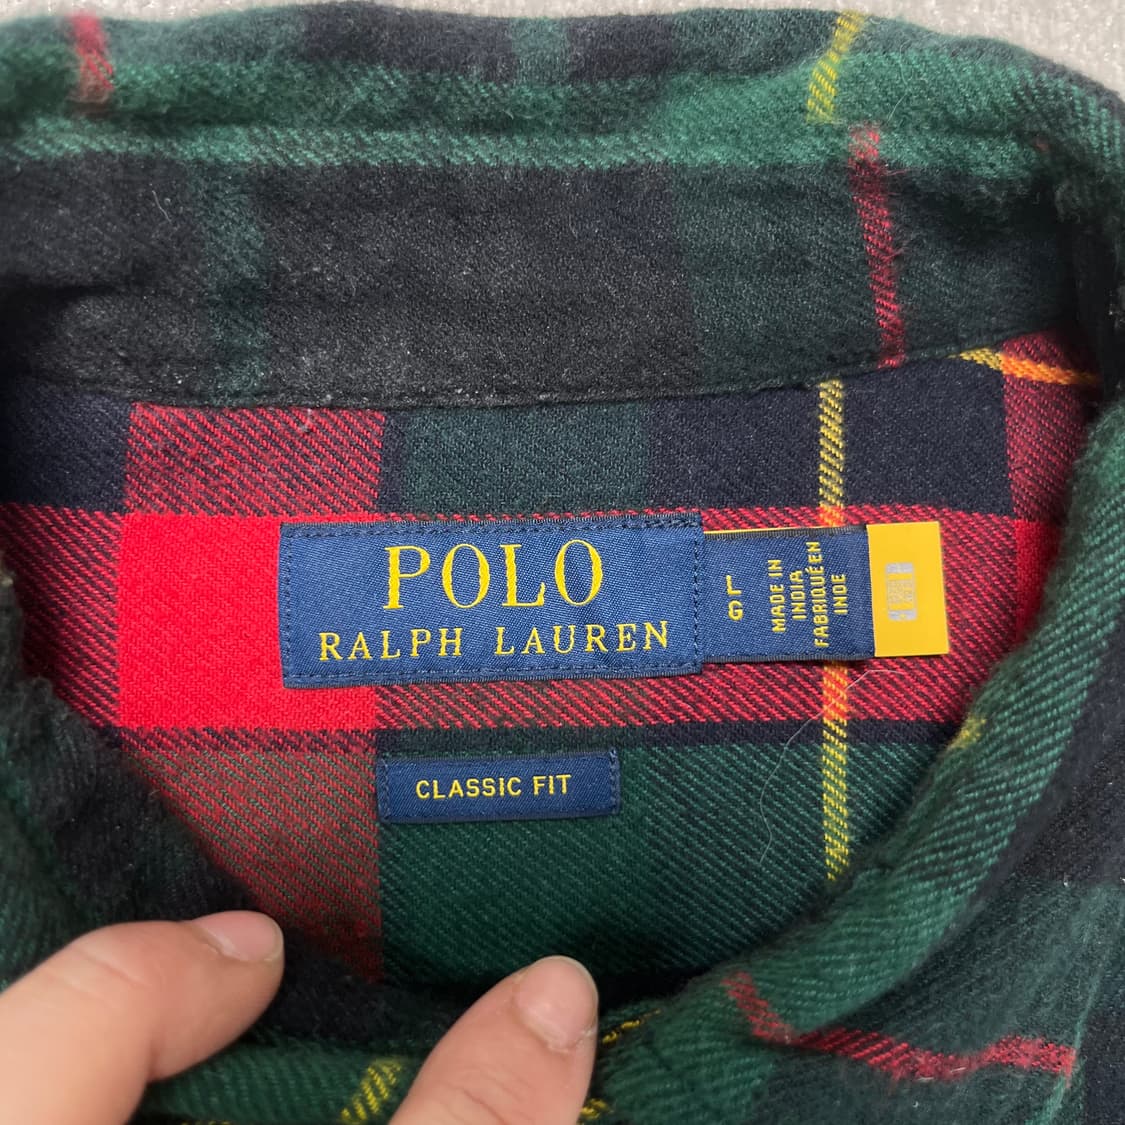 POLO
RALPH LAUREN
L
G
MADE IN
INDIA
FABRIQUÉ EN
INDE
CLASSIC FIT